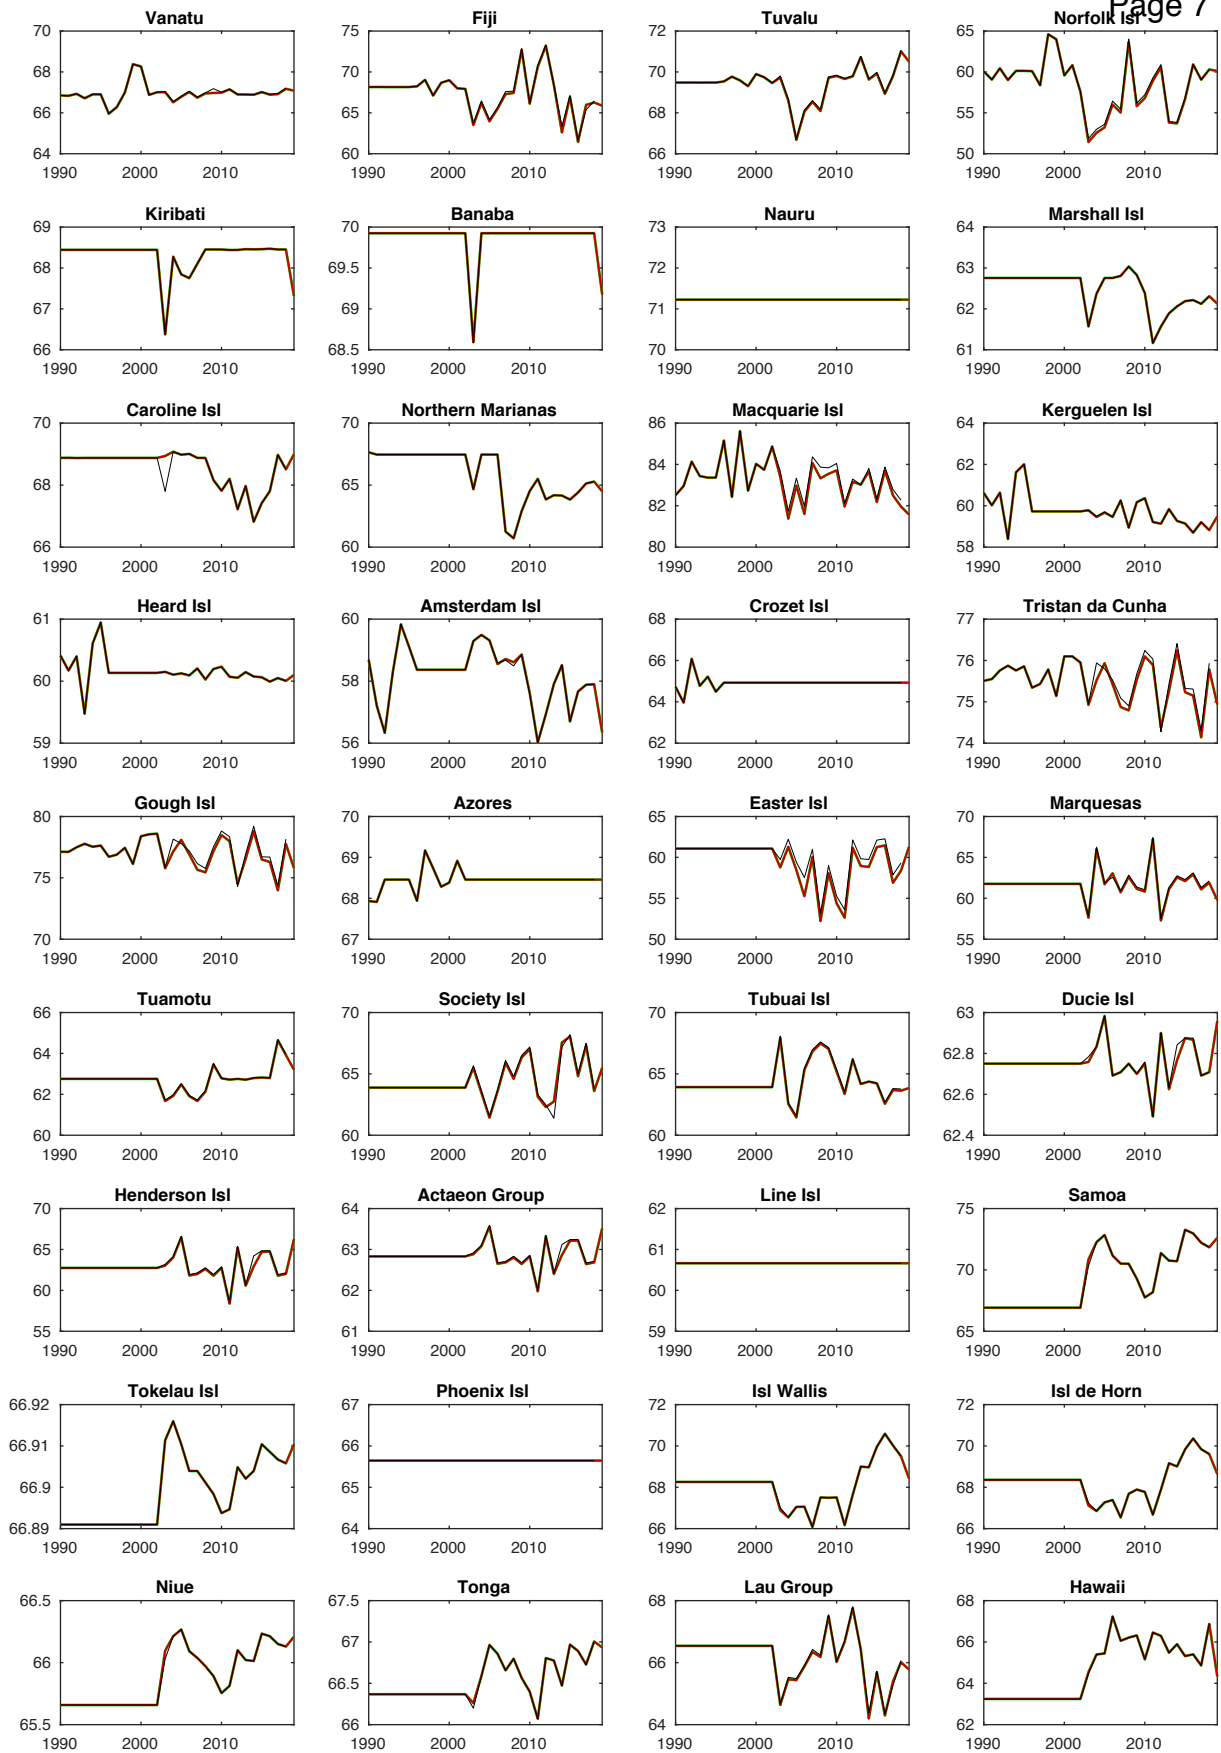 Page 7
Vanatu Fiji Tuvalu Norfolk Isl
70 75 72 65
68 70 70 60
66 65 68 55
64 60 66 50
1990 2000 2010 1990 2000 2010 1990 2000 2010 1990 2000 2010
Kiribati Banaba Nauru Marshall Isl
69 70 73 64
68 69.5 72 63
67 69 71 62
66 68.5 70 61
1990 2000 2010 1990 2000 2010 1990 2000 2010 1990 2000 2010
Caroline Isl Northern Marianas Macquarie Isl Kerguelen Isl
70 70 86 64
68 65 84 62
66 60 82 60
80 58
1990 2000 2010 1990 2000 2010 1990 2000 2010 1990 2000 2010
Heard Isl Amsterdam Isl Crozet Isl Tristan da Cunha
61 60 68 77
60 58 66 76
59 56 64 75
62 74
1990 2000 2010 1990 2000 2010 1990 2000 2010 1990 2000 2010
Gough Isl Azores Easter Isl Marquesas
80 70 65 70
75 69 60 65
70 68 55 60
67 50 55
1990 2000 2010 1990 2000 2010 1990 2000 2010 1990 2000 2010
Tuamotu Society Isl Tubuai Isl Ducie Isl
66 70 70 63
64 65 65 62.8
62 60 60 62.6
60 62.4
1990 2000 2010 1990 2000 2010 1990 2000 2010 1990 2000 2010
Henderson Isl Actaeon Group Line Isl Samoa
70 64 62 75
65 63 61 70
60 62 60 65
55 61 59
1990 2000 2010 1990 2000 2010 1990 2000 2010 1990 2000 2010
Tokelau Isl Phoenix Isl Isl Wallis Isl de Horn
66.92 67 72 72
66.91 66 70 70
66.9 65 68 68
66.89 64 66 66
1990 2000 2010 1990 2000 2010 1990 2000 2010 1990 2000 2010
Niue Tonga Lau Group Hawaii
66.5 67.5 68 68
66 67 66 66
65.5 66.5 64 64
66 62
1990 2000 2010 1990 2000 2010 1990 2000 2010 1990 2000 2010